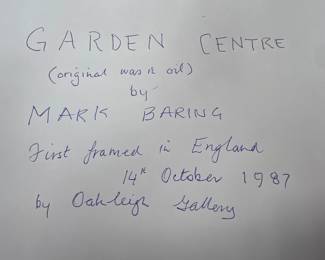 GARDEN CENTRE
(original was in oil)
by
MARK BARING
First framed in England
14th October 1987
by Oakleigh Gallery